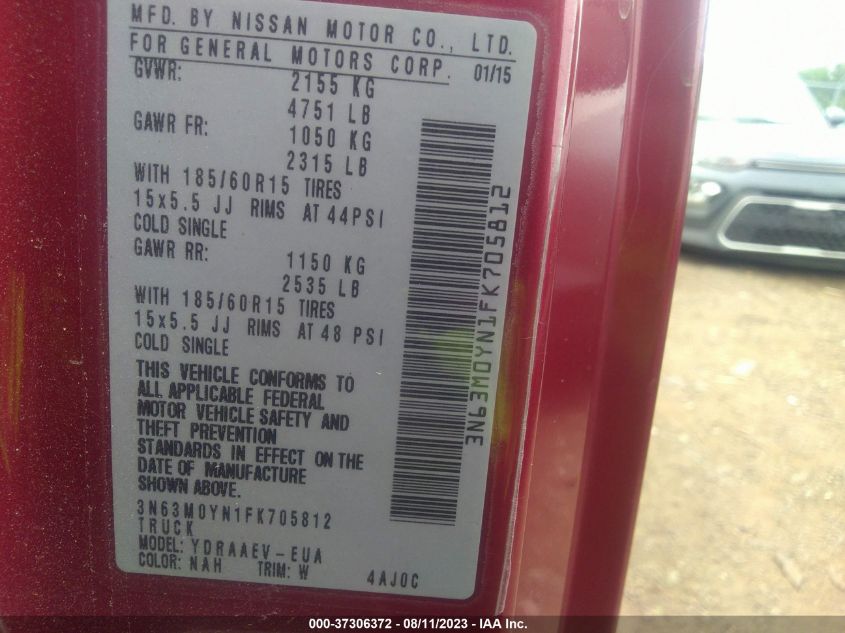 MFD. BY NISSAN MOTOR CO., LTD.
FOR GENERAL MOTORS CORP. 01/15
GVWR: 2155 KG
4751 LB
GAWR FR: 1050 KG
2315 LB
WITH 185/60R15 TIRES
15x5.5 JJ RIMS AT 44PSI
COLD SINGLE
GAWR RR: 1150 KG
2535 LB
WITH 185/60R15 TIRES
15x5.5 JJ RIMS AT 48 PSI
COLD SINGLE
THIS VEHICLE CONFORMS TO
ALL APPLICABLE FEDERAL
MOTOR VEHICLE SAFETY AND
THEFT PREVENTION
STANDARDS IN EFFECT ON THE
DATE OF MANUFACTURE
SHOWN ABOVE.
3N63M0YN1FK705812
TRUCK
MODEL: YDRAAEV-EUA
COLOR: NAH TRIM: W 4AJ0C
3N63M0YN1FK705812
000-37306372 - 08/11/2023 - IAA Inc.